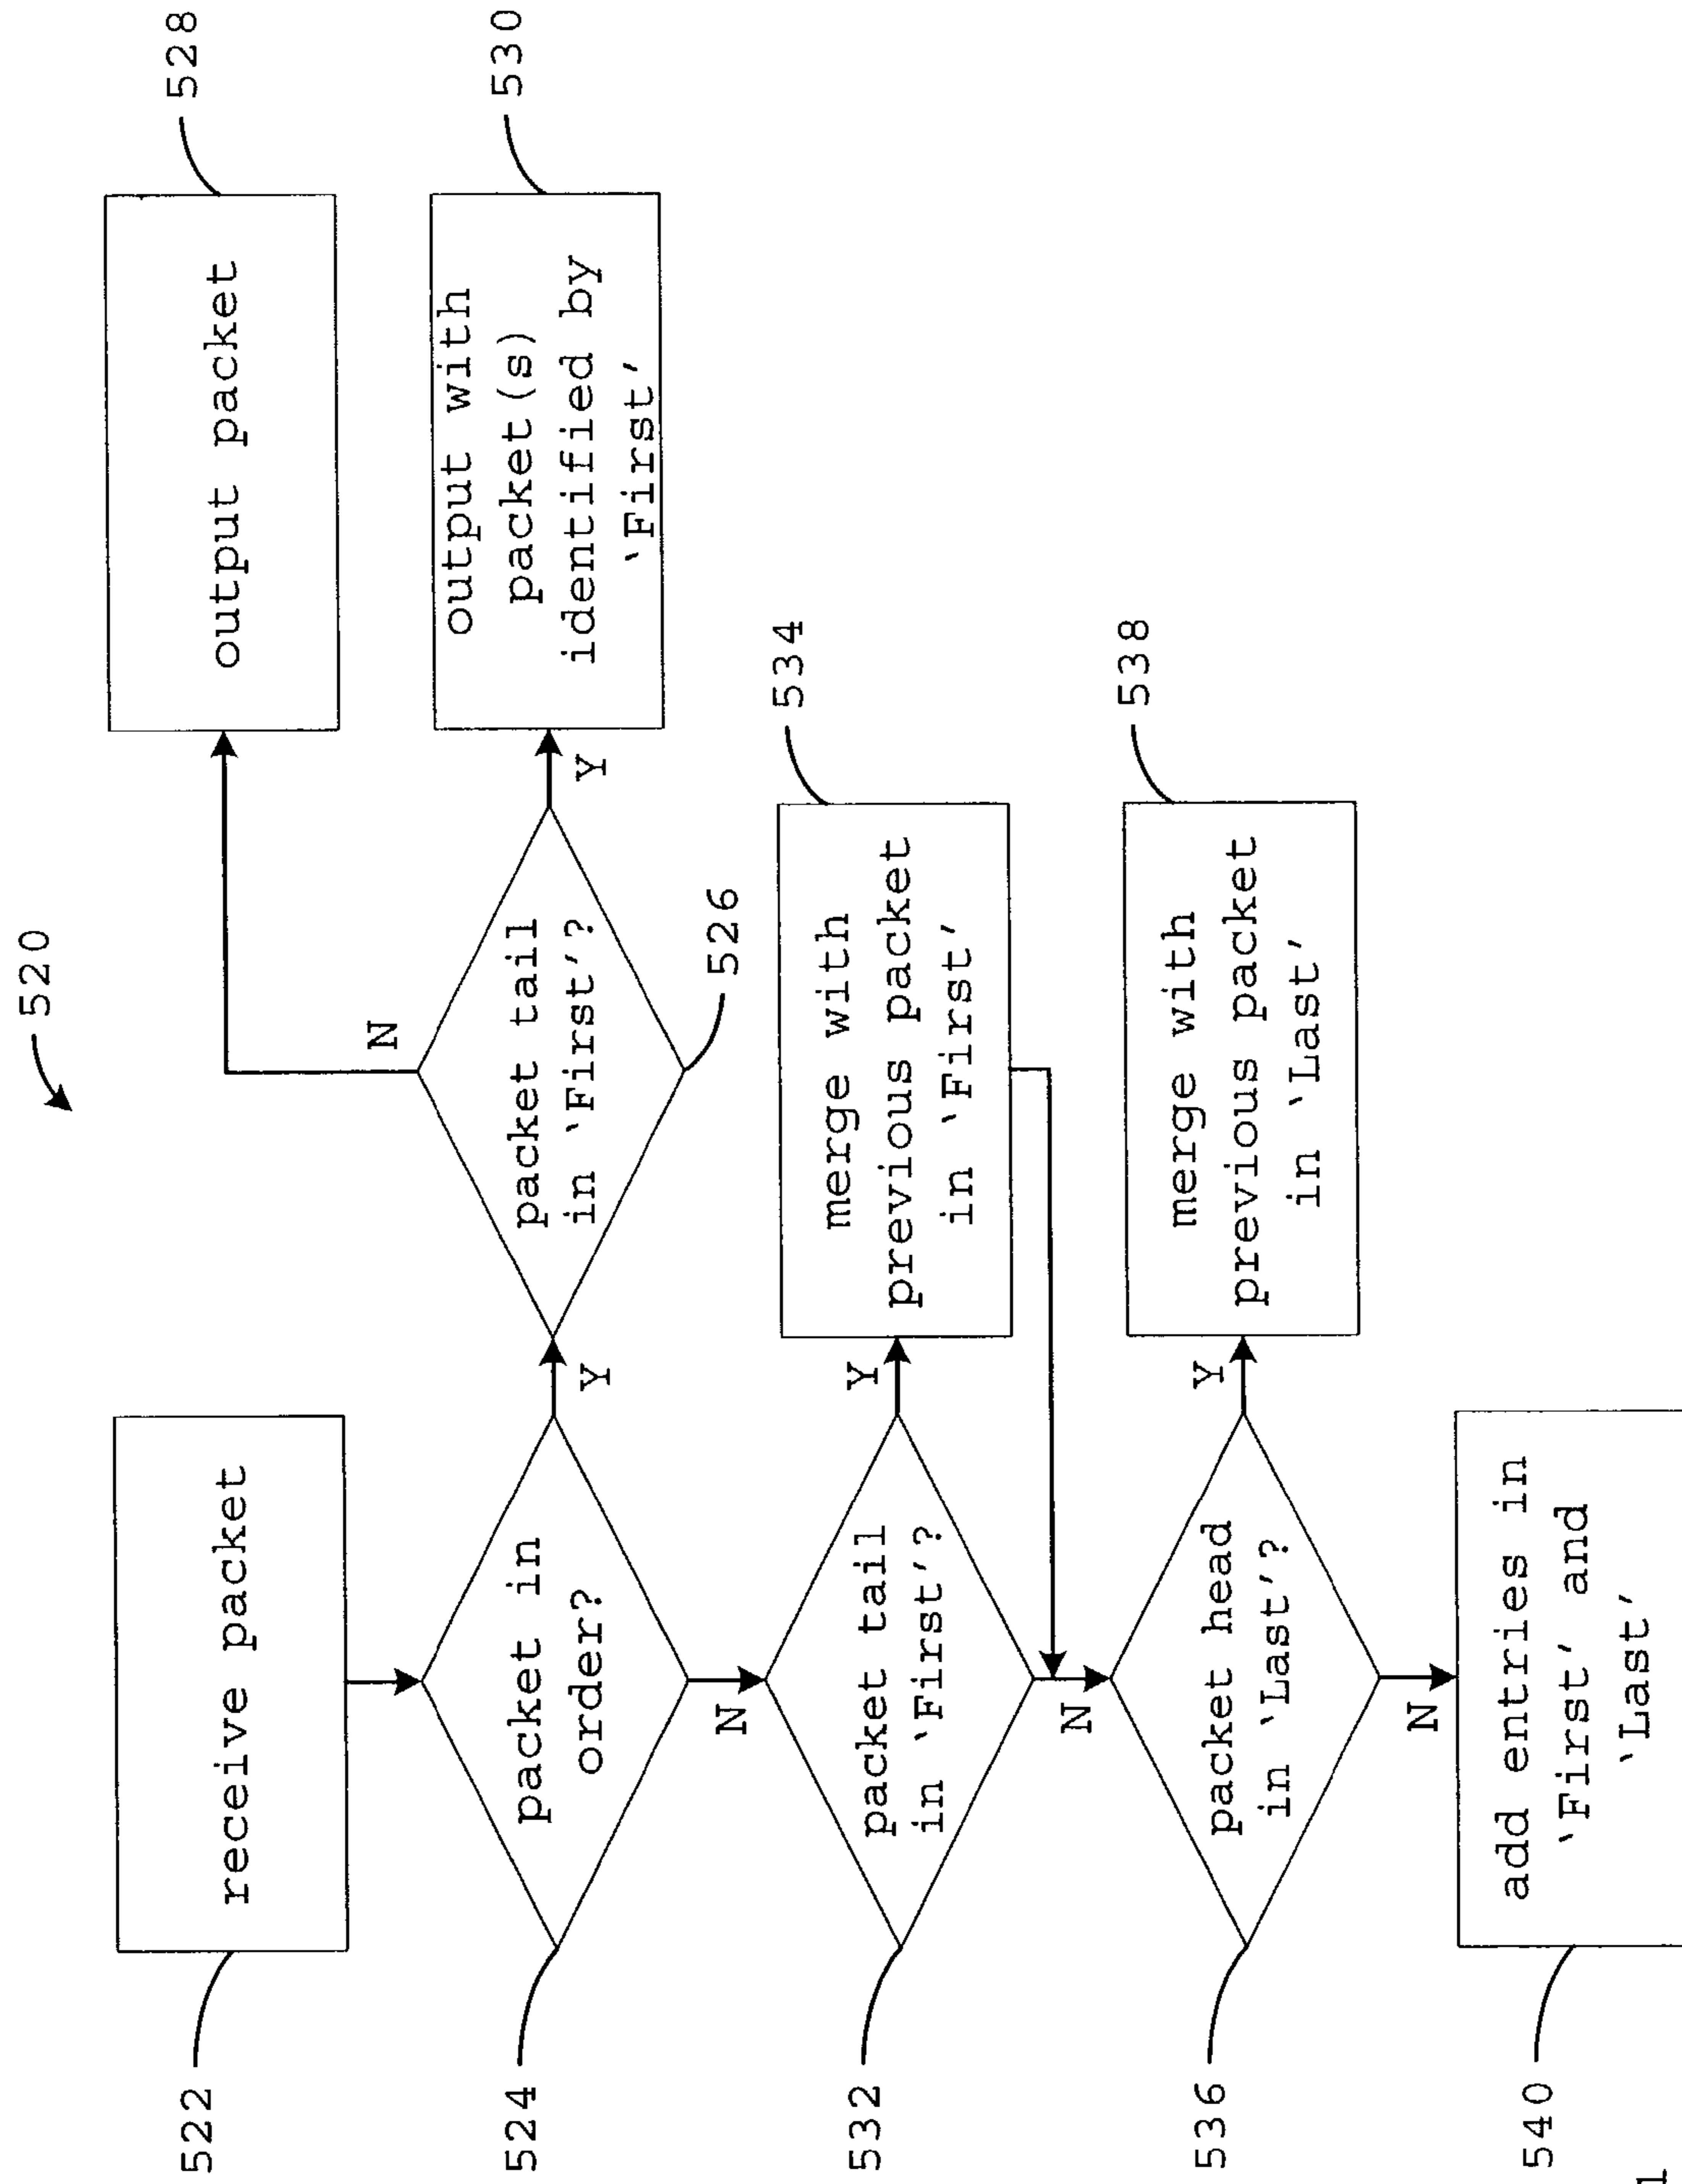 520
522
receive packet
524
packet in
order?
Y
N
packet tail
in 'First'?
526
N
Y
output packet
528
output with
packet(s)
identified by
'First'
530
532
packet tail
in 'First'?
Y
N
merge with
previous packet
in 'First'
534
536
packet head
in 'Last'?
Y
N
merge with
previous packet
in 'Last'
538
540
add entries in
'First' and
'Last'